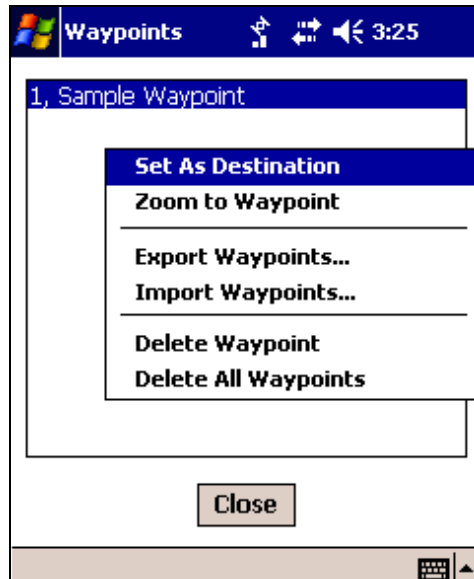 Waypoints 3:25
1, Sample Waypoint
Set As Destination
Zoom to Waypoint
Export Waypoints...
Import Waypoints...
Delete Waypoint
Delete All Waypoints
Close